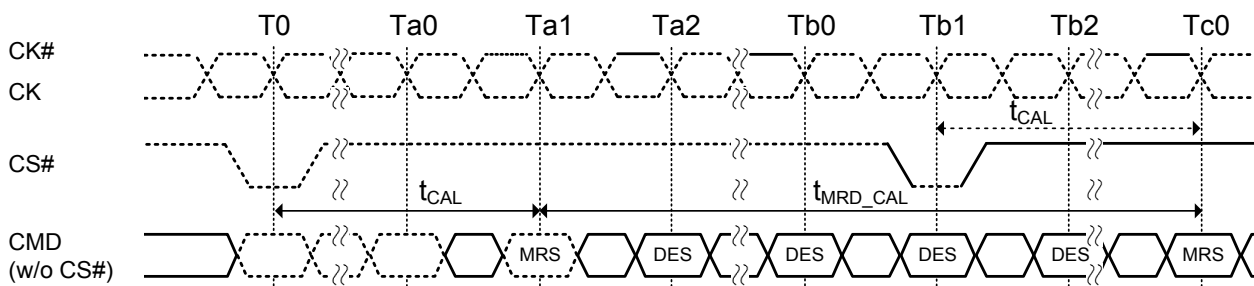 T0 Ta0 Ta1 Ta2 Tb0 Tb1 Tb2 Tc0
CK#
CK
tCAL
CS#
tCAL tMRD_CAL
CMD MRS DES DES DES DES MRS
(w/o CS#)